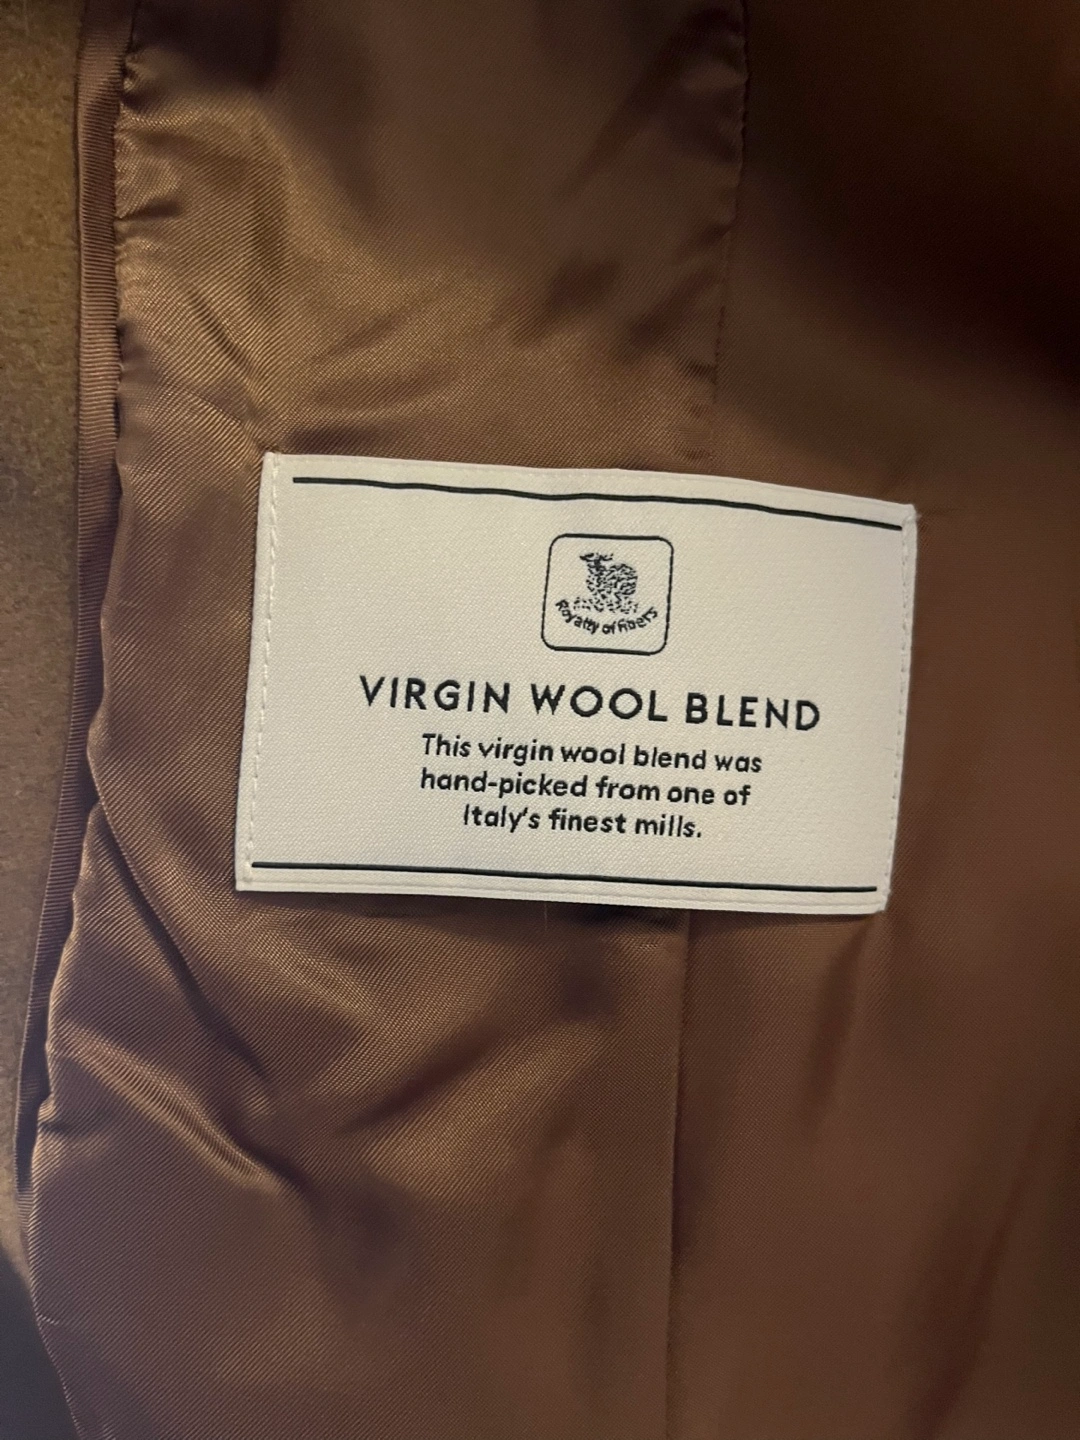 Royalty of Fibers
VIRGIN WOOL BLEND
This virgin wool blend was
hand-picked from one of
Italy's finest mills.